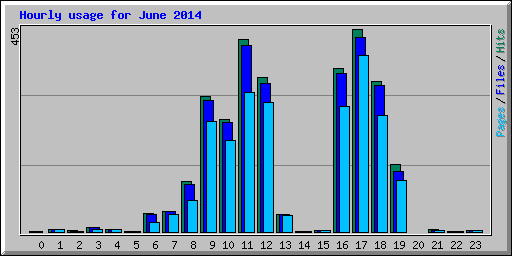 Hourly usage for June 2014
453
Pages/Files/Hits
0 1 2 3 4 5 6 7 8 9 10 11 12 13 14 15 16 17 18 19 20 21 22 23